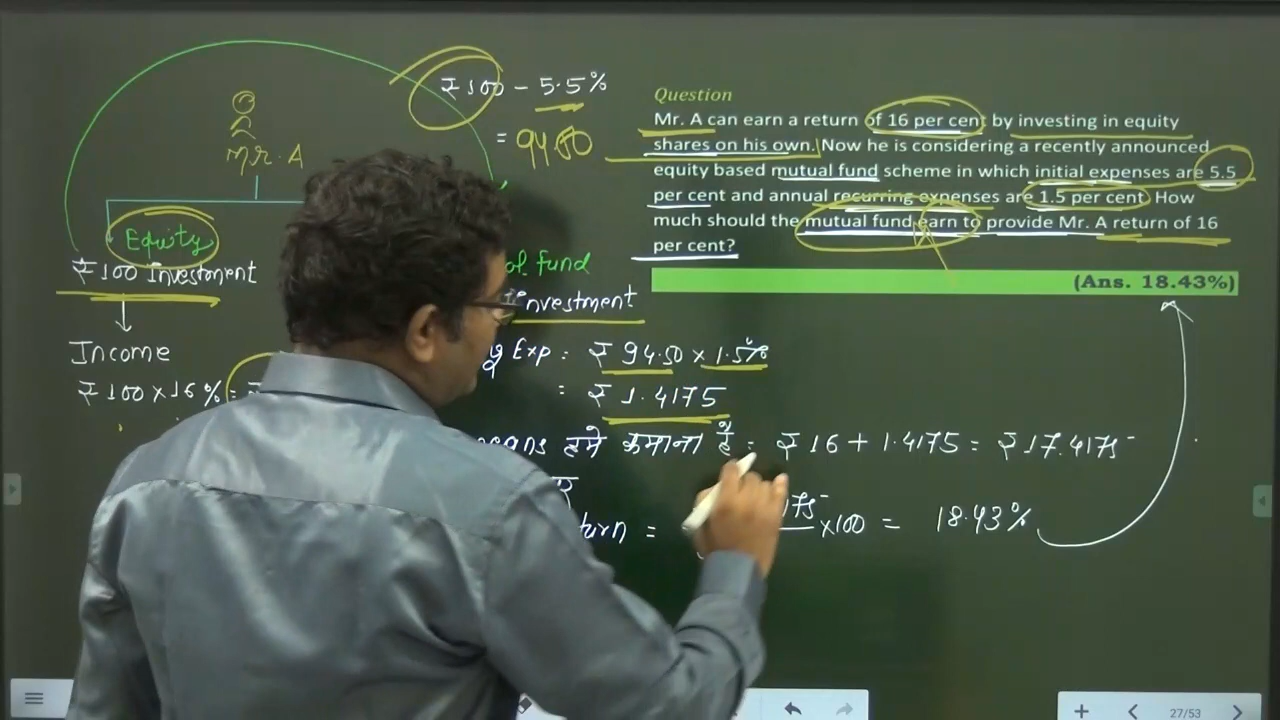 ₹100 - 5.5%
= 9450
Mr. A
Equity
₹100 Investment
Income
₹100 × 16% =
Question
Mr. A can earn a return of 16 per cent by investing in equity
shares on his own. Now he is considering a recently announced
equity based mutual fund scheme in which initial expenses are 5.5
per cent and annual recurring expenses are 1.5 per cent. How
much should the mutual fund earn to provide Mr. A return of 16
per cent?
(Ans. 18.43%)
fund
investment
Exp = ₹94.50 × 1.5%
= ₹1.4175
हमे कमाना है = ₹16 + 1.4175 = ₹17.4175
= ×100 = 18.43%
27/53